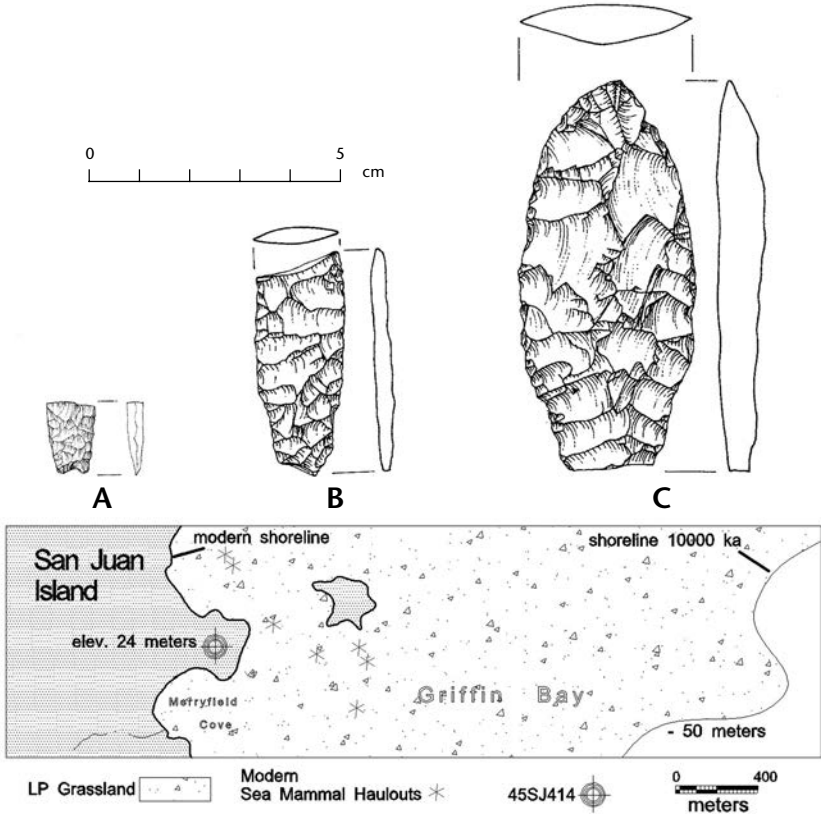 0 5
cm
A B C
San Juan
Island
modern shoreline
shoreline 10000 ka
elev. 24 meters
Merryfield
Cove
Griffin Bay
- 50 meters
LP Grassland
Modern
Sea Mammal Haulouts
45SJ414
0 400
meters